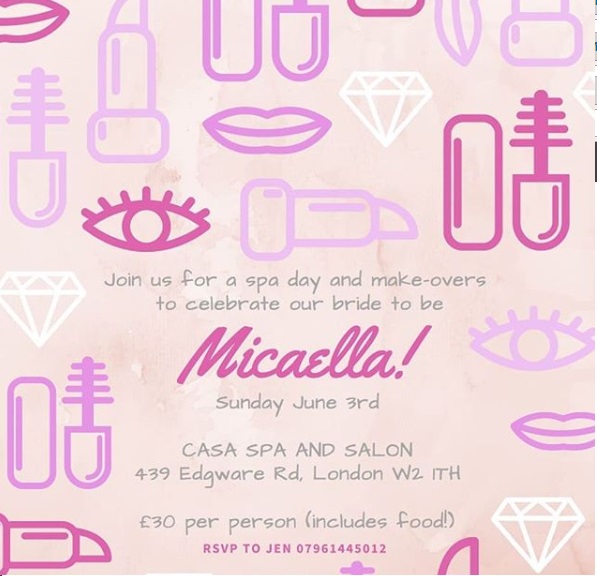 Join us for a spa day and make-overs
to celebrate our bride to be
Micaella!
Sunday June 3rd
CASA SPA AND SALON
439 Edgware Rd, London W2 1TH
£30 per person (includes food!)
RSVP TO JEN 07961445012